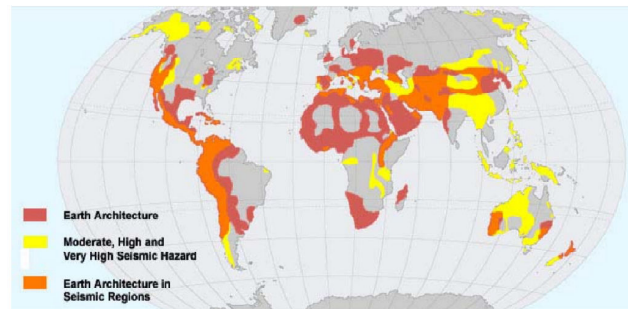 Earth Architecture
Moderate, High and
Very High Seismic Hazard
Earth Architecture in
Seismic Regions